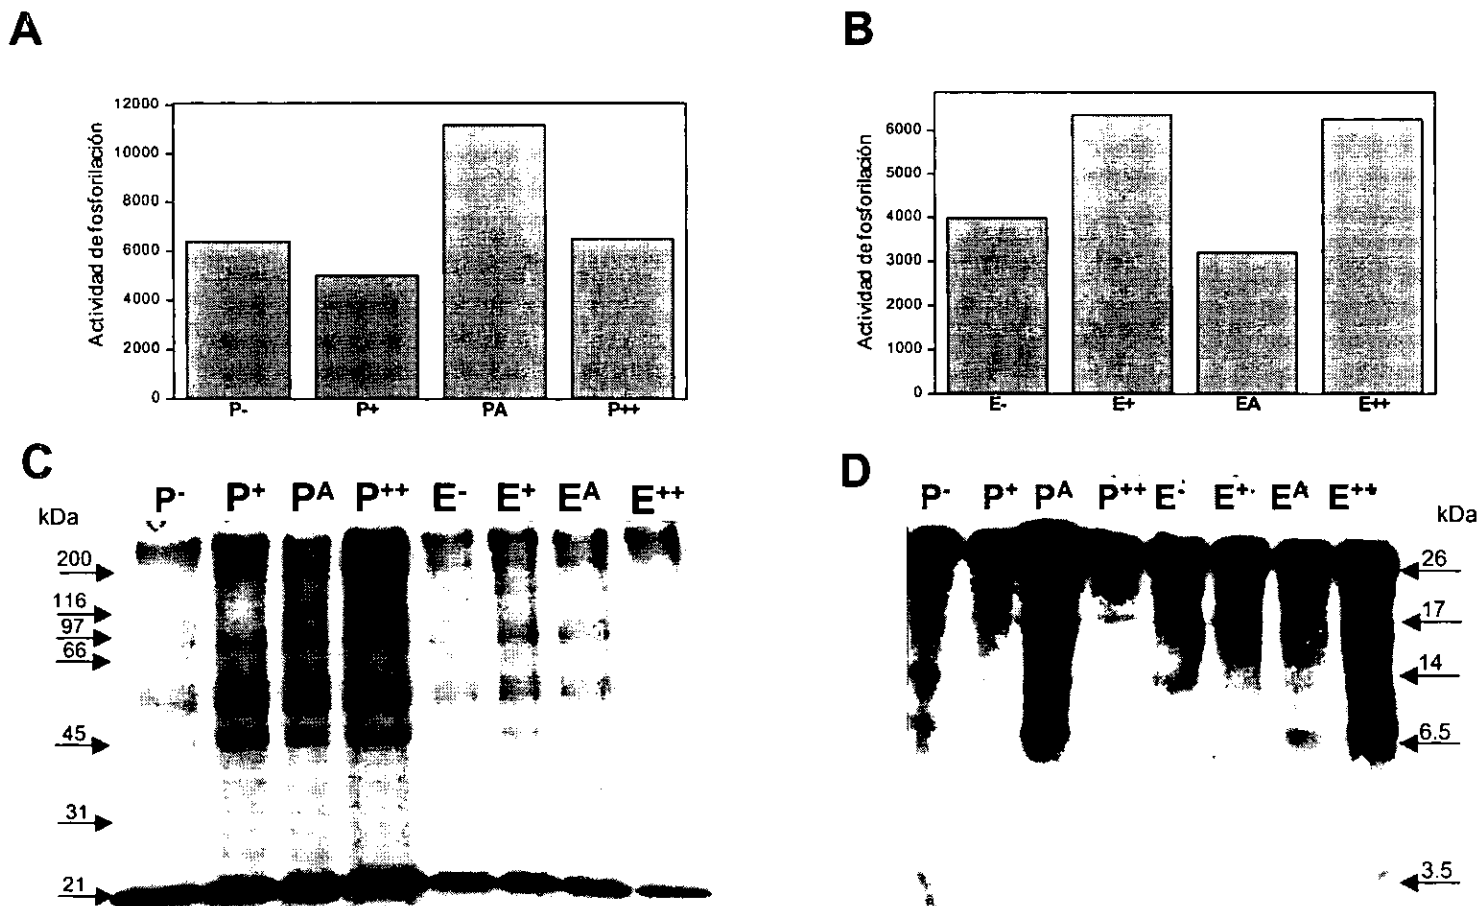 A
Actividad de fosforilación
12000
10000
8000
6000
4000
2000
0
P- P+ PA P++
B
Actividad de fosforilación
6000
5000
4000
3000
2000
1000
0
E- E+ EA E++
C
P- P+ PA P++ E- E+ EA E++
kDa
200
116
97
66
45
31
21
D
P- P+ PA P++ E- E+ EA E++
kDa
26
17
14
6.5
3.5